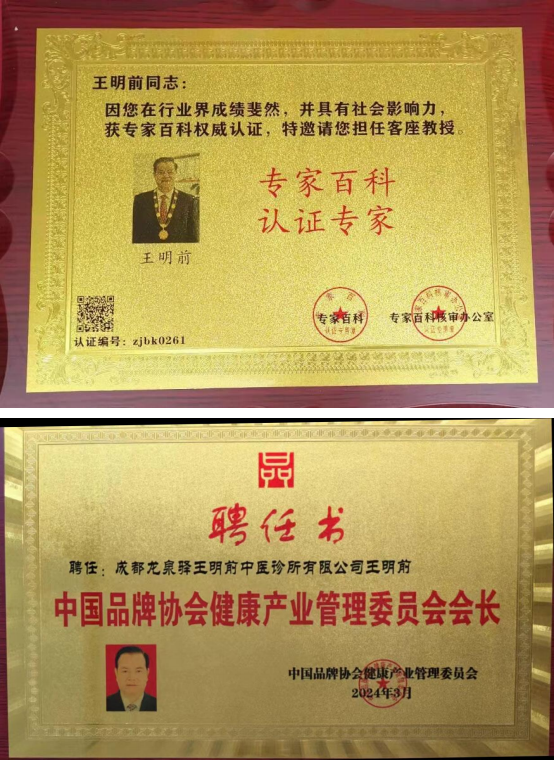 王明前同志：
因您在行业界成绩斐然，并具有社会影响力，
获专家百科权威认证，特邀请您担任客座教授。
专家百科
认证专家
王明前
专家百科
专家百科核审办公室
认证编号：zjbk0261
品
聘任书
聘任：成都龙泉驿王明前中医诊所有限公司王明前
中国品牌协会健康产业管理委员会会长
中国品牌协会健康产业管理委员会
2024年3月